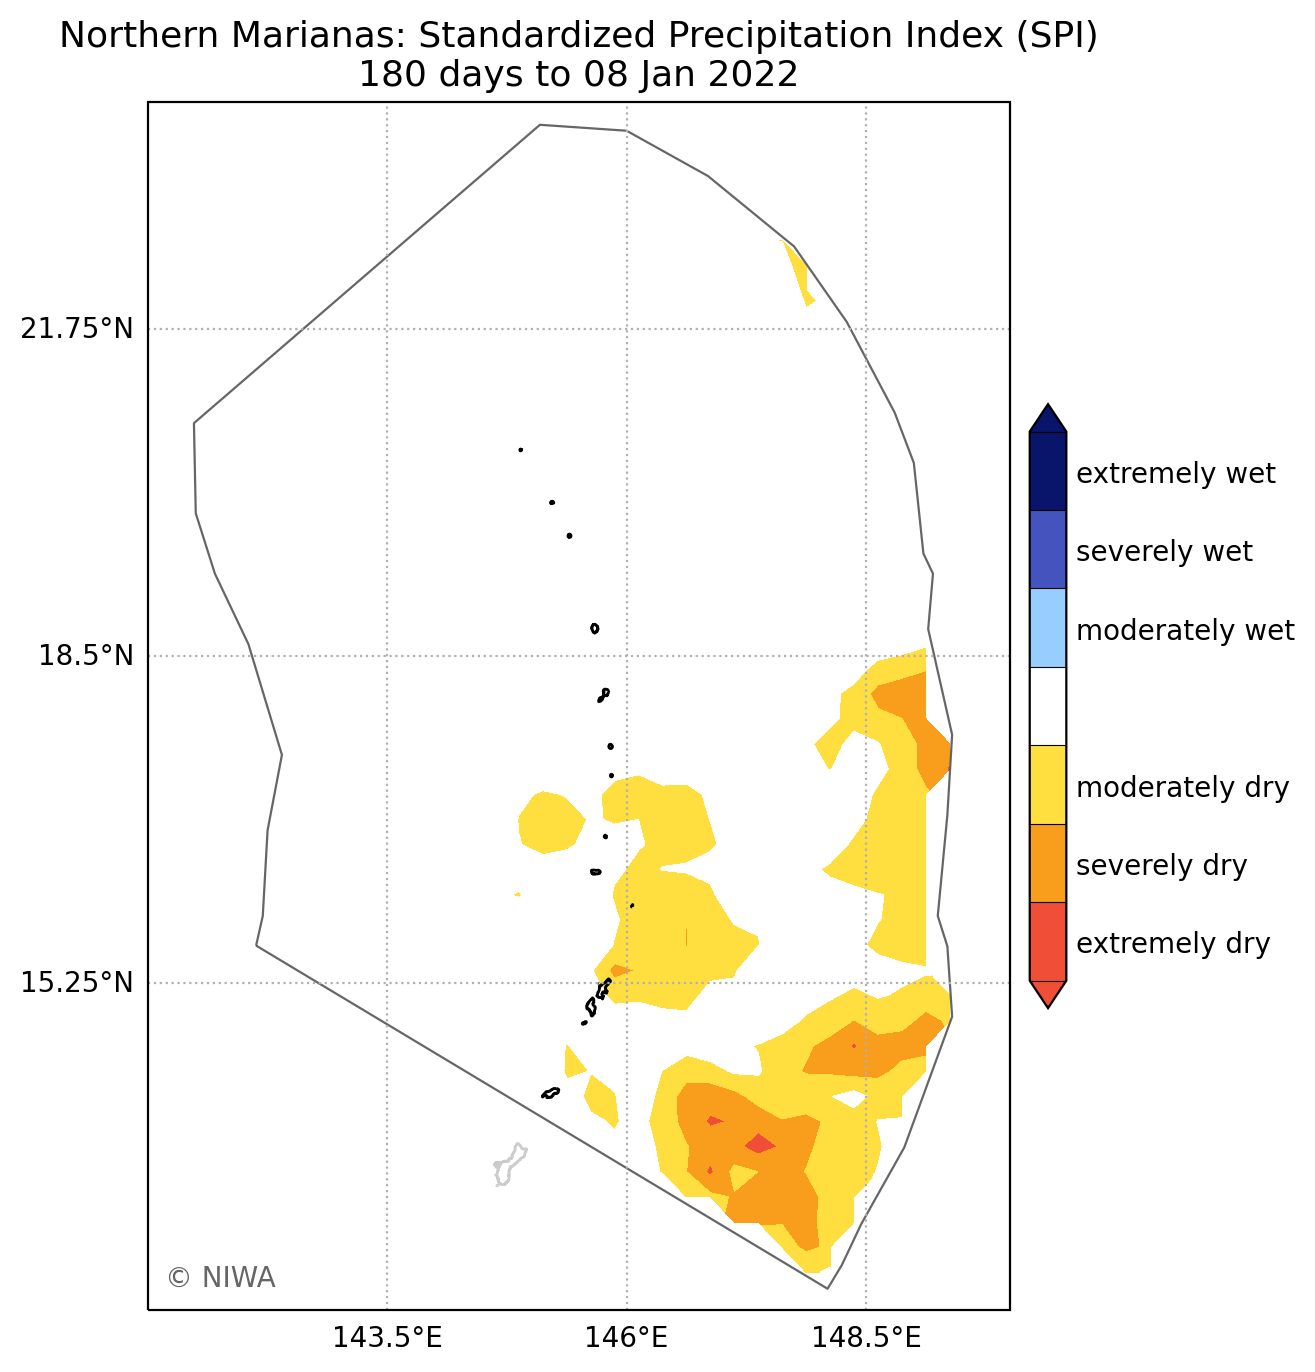 Northern Marianas: Standardized Precipitation Index (SPI)
180 days to 08 Jan 2022
21.75°N
18.5°N
15.25°N
143.5°E
146°E
148.5°E
extremely wet
severely wet
moderately wet
moderately dry
severely dry
extremely dry
© NIWA